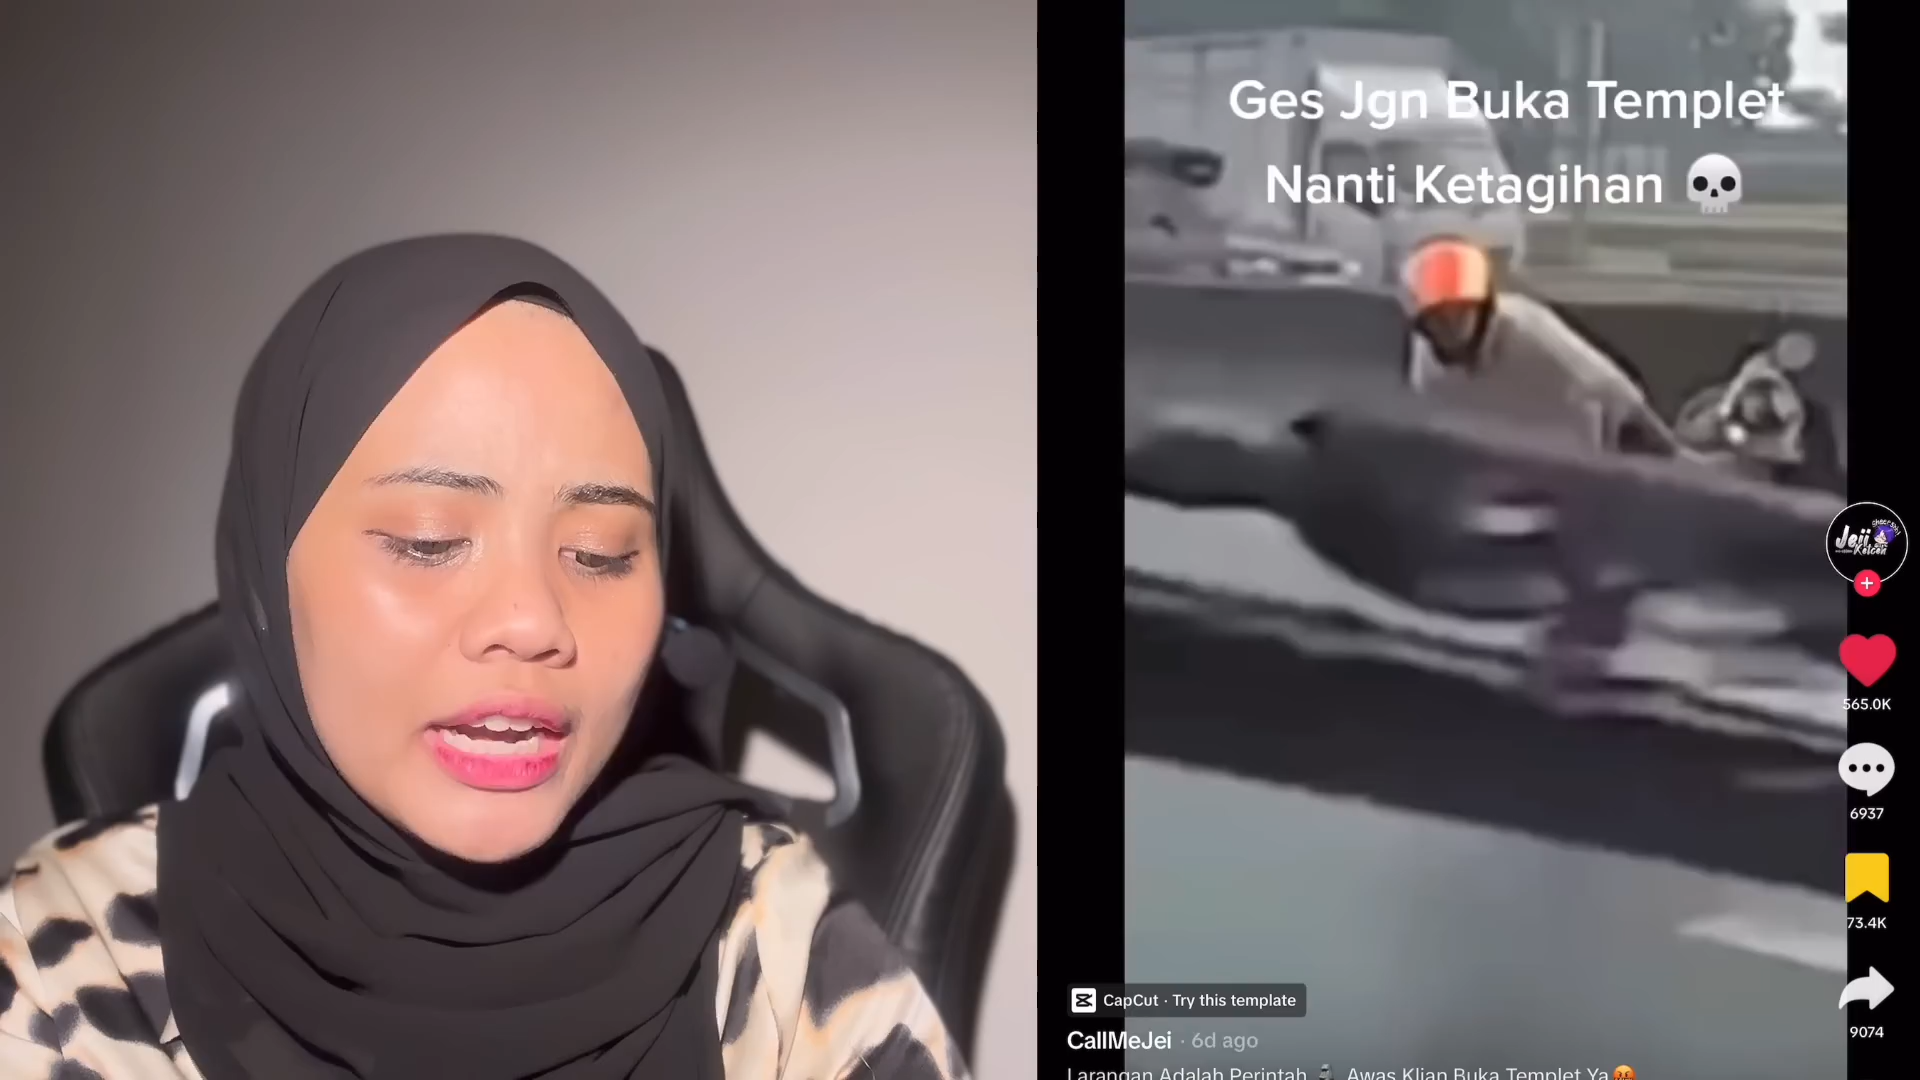 Ges Jgn Buka Templet
Nanti Ketagihan 💀
Jeii
565.0K
6937
73.4K
9074
CapCut · Try this template
CallMeJei · 6d ago
Larangan Adalah Perintah 🗿 Awas Klian Buka Templet Ya 🤬